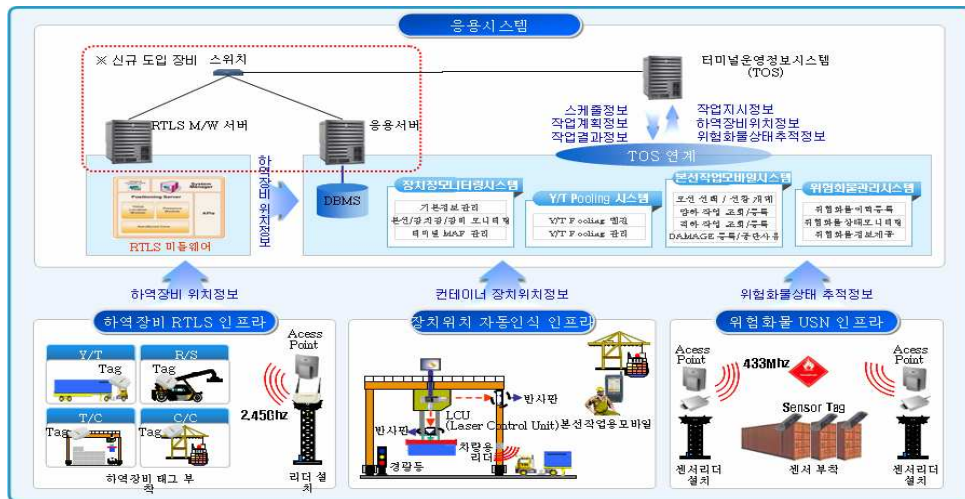 응용시스템
※ 신규 도입 장비
스위치
RTLS M/W 서버
응용서버
터미널운영정보시스템
(TOS)
스케줄정보
작업계획정보
작업결과정보
작업지시정보
하역장비위치정보
위험화물상태추적정보
TOS 연계
Positioning Server
APIs
RTLS 미들웨어
하역장비 위치정보
DBMS
장치장모니터링시스템
기본정보관리
본선/장치장/장비 모니터링
터미널 MAP 관리
Y/T Pooling 시스템
Y/T Pooling 엔진
Y/T Pooling 관리
본선작업모바일시스템
모선 선택 / 선창 개폐
양하 작업 조회/등록
적하 작업 조회/등록
DAMAGE 등록/중단사유
위험화물관리시스템
위험화물이력등록
위험화물상태모니터링
위험화물정보제공
하역장비 위치정보
컨테이너 장치위치정보
위험화물상태 추적정보
하역장비 RTLS 인프라
Y/T
Tag
R/S
Tag
T/C
Tag
C/C
Tag
하역장비 태그 부
착
Acess
Point
2.45Ghz
리더 설
치
장치위치 자동인식 인프라
반사판
LCU
(Laser Control Unit)
반사판
차량용
리더
경광등
본선작업용모바일
위험화물 USN 인프라
Acess
Point
433Mhz
Acess
Point
Sensor Tag
센서리더
설치
센서 부착
센서리더
설치